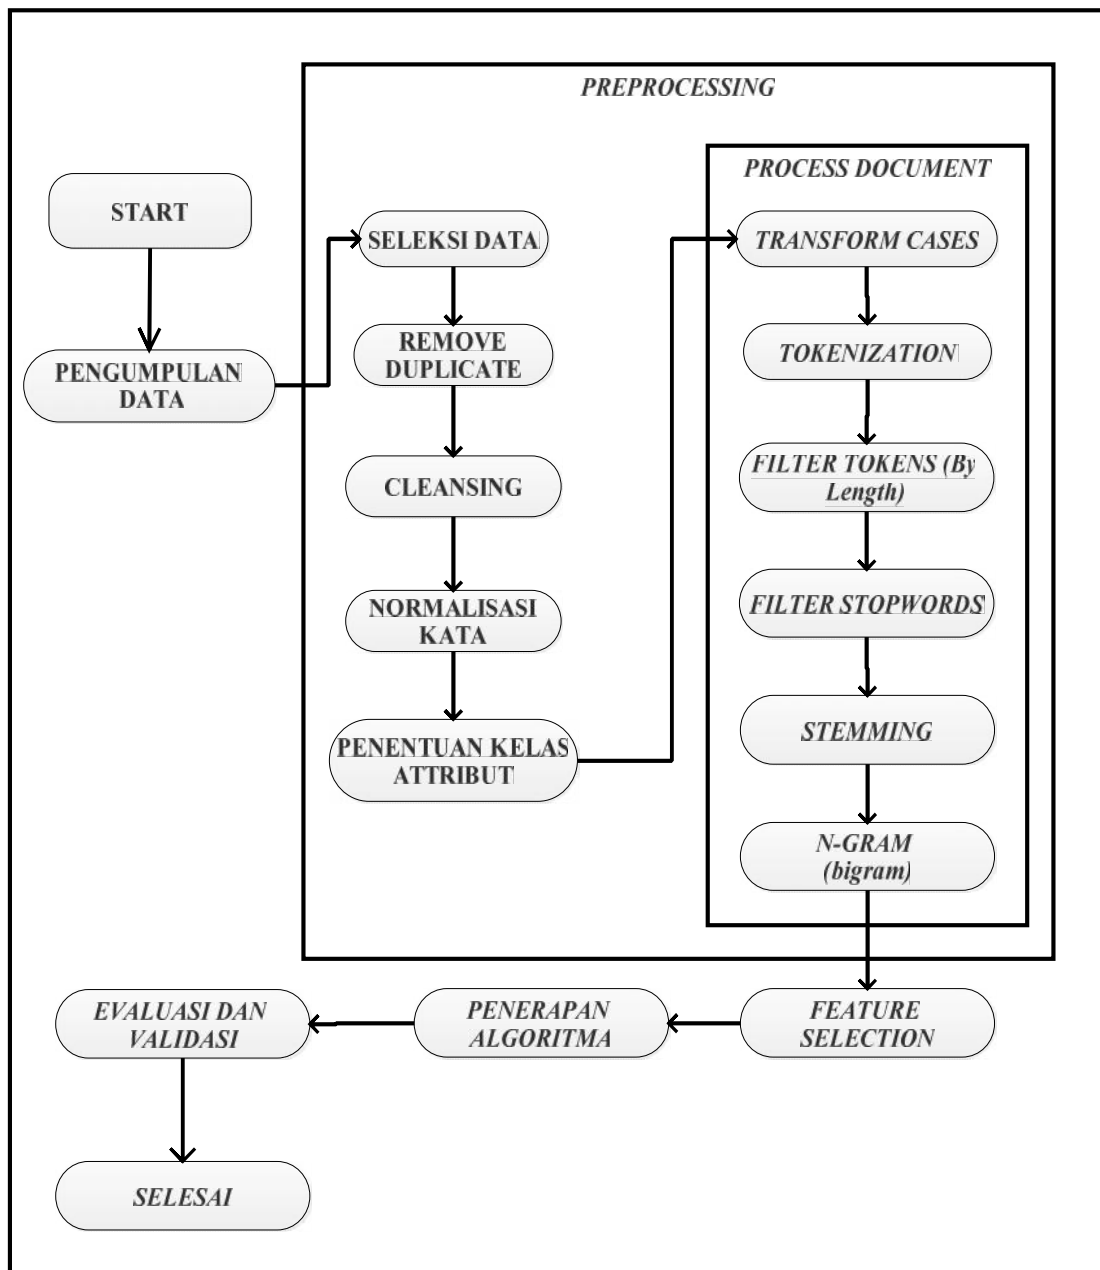 PREPROCESSING
PROCESS DOCUMENT
START
PENGUMPULAN
DATA
SELEKSI DATA
REMOVE
DUPLICATE
CLEANSING
NORMALISASI
KATA
PENENTUAN KELAS
ATTRIBUT
TRANSFORM CASES
TOKENIZATION
FILTER TOKENS (By
Length)
FILTER STOPWORDS
STEMMING
N-GRAM
(bigram)
FEATURE
SELECTION
PENERAPAN
ALGORITMA
EVALUASI DAN
VALIDASI
SELESAI